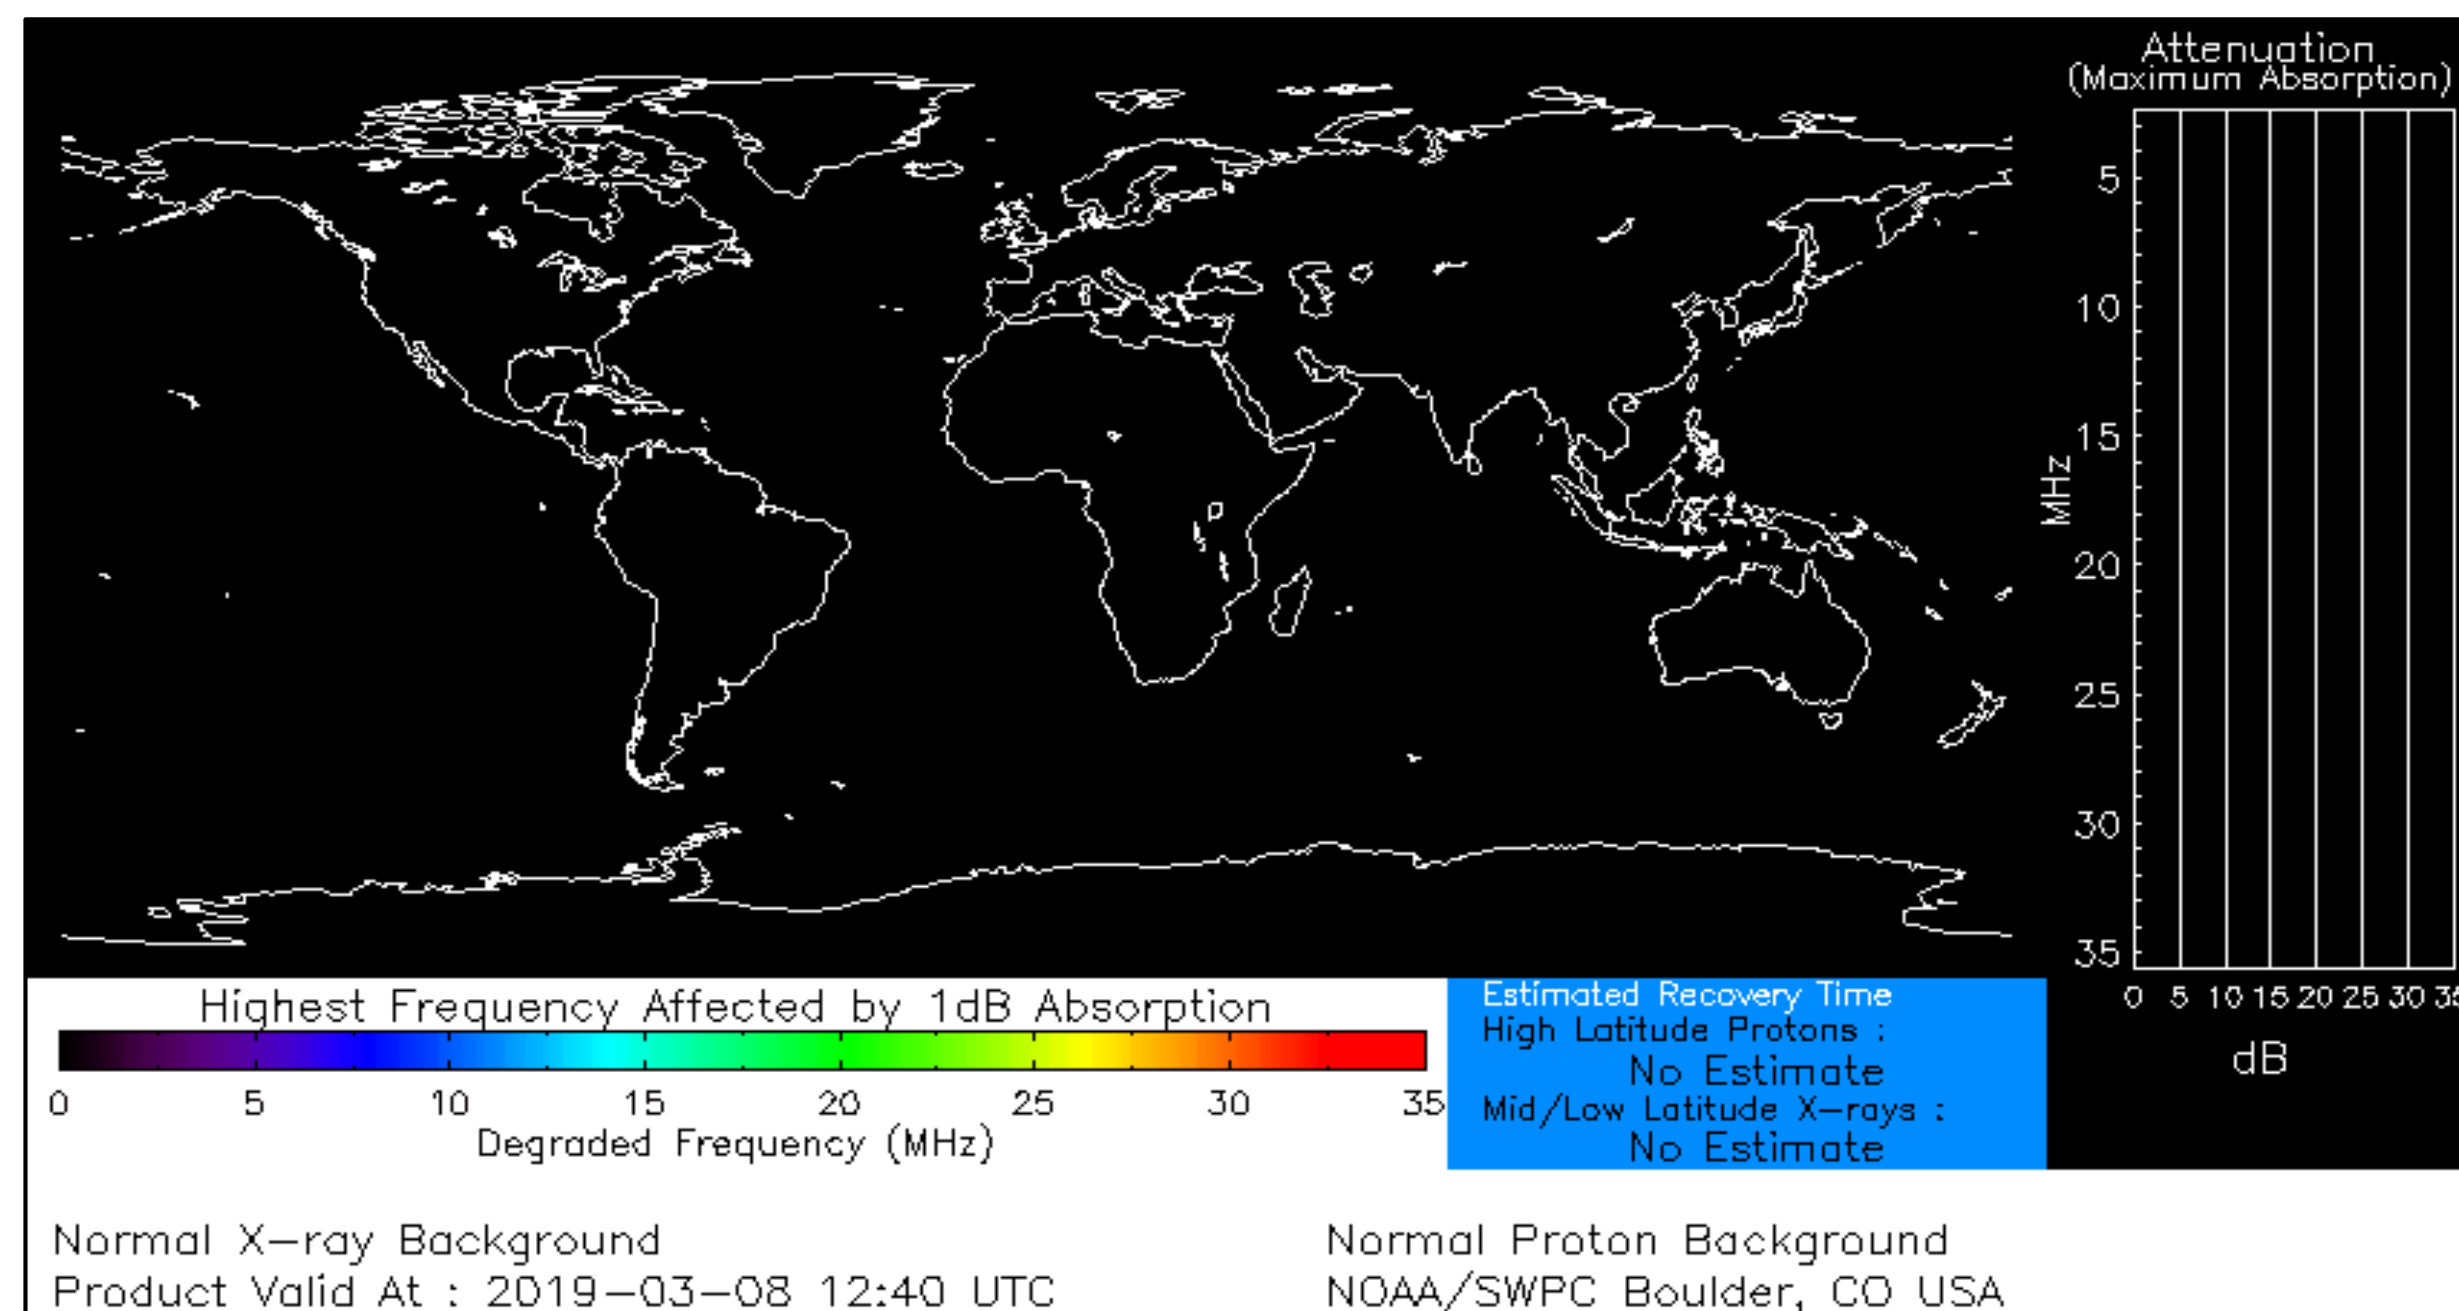 Attenuation
(Maximum Absorption)
5
10
15
20
25
30
35
MHz
0 5 10 15 20 25 30
dB
Highest Frequency Affected by 1dB Absorption
0 5 10 15 20 25 30 35
Degraded Frequency (MHz)
Estimated Recovery Time
High Latitude Protons :
No Estimate
Mid/Low Latitude X-rays :
No Estimate
Normal X-ray Background
Normal Proton Background
Product Valid At : 2019-03-08 12:40 UTC
NOAA/SWPC Boulder, CO USA